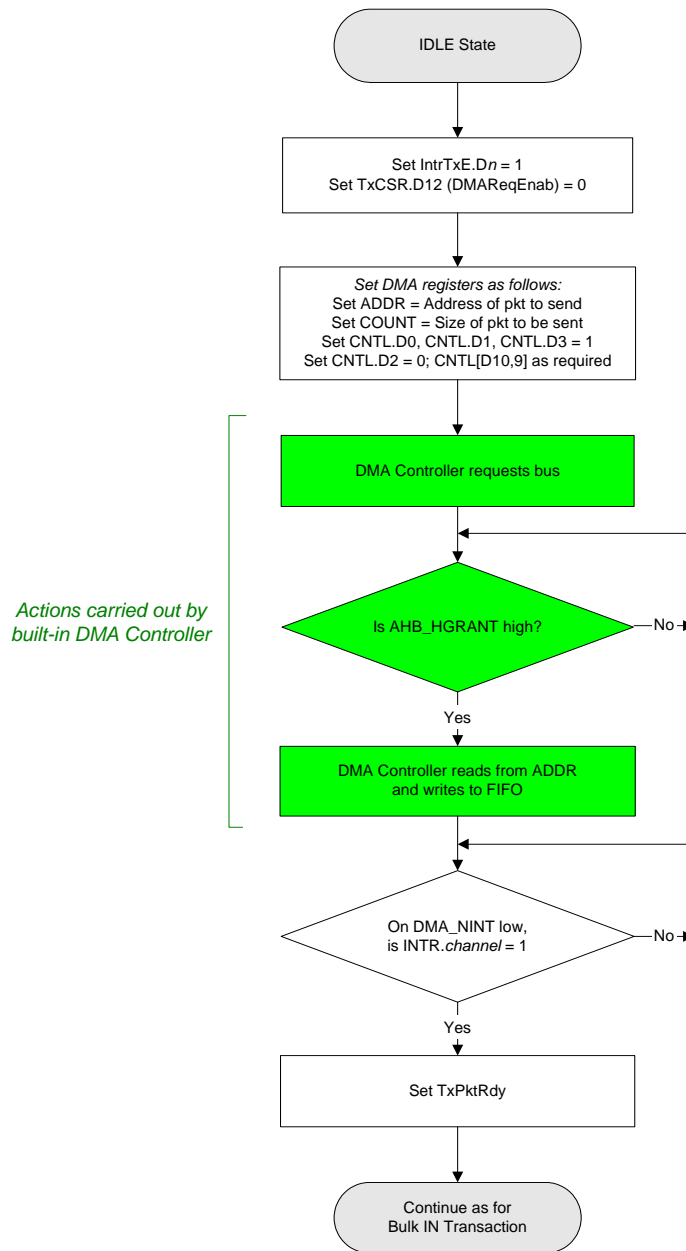 IDLE State
Set IntrTxE.Dn = 1
Set TxCSR.D12 (DMAReqEnab) = 0
Set DMA registers as follows:
Set ADDR = Address of pkt to send
Set COUNT = Size of pkt to be sent
Set CNTL.D0, CNTL.D1, CNTL.D3 = 1
Set CNTL.D2 = 0; CNTL[D10,9] as required
DMA Controller requests bus
Actions carried out by
built-in DMA Controller
Is AHB_HGRANT high?
No
Yes
DMA Controller reads from ADDR
and writes to FIFO
On DMA_NINT low,
is INTR.channel = 1
No
Yes
Set TxPktRdy
Continue as for
Bulk IN Transaction